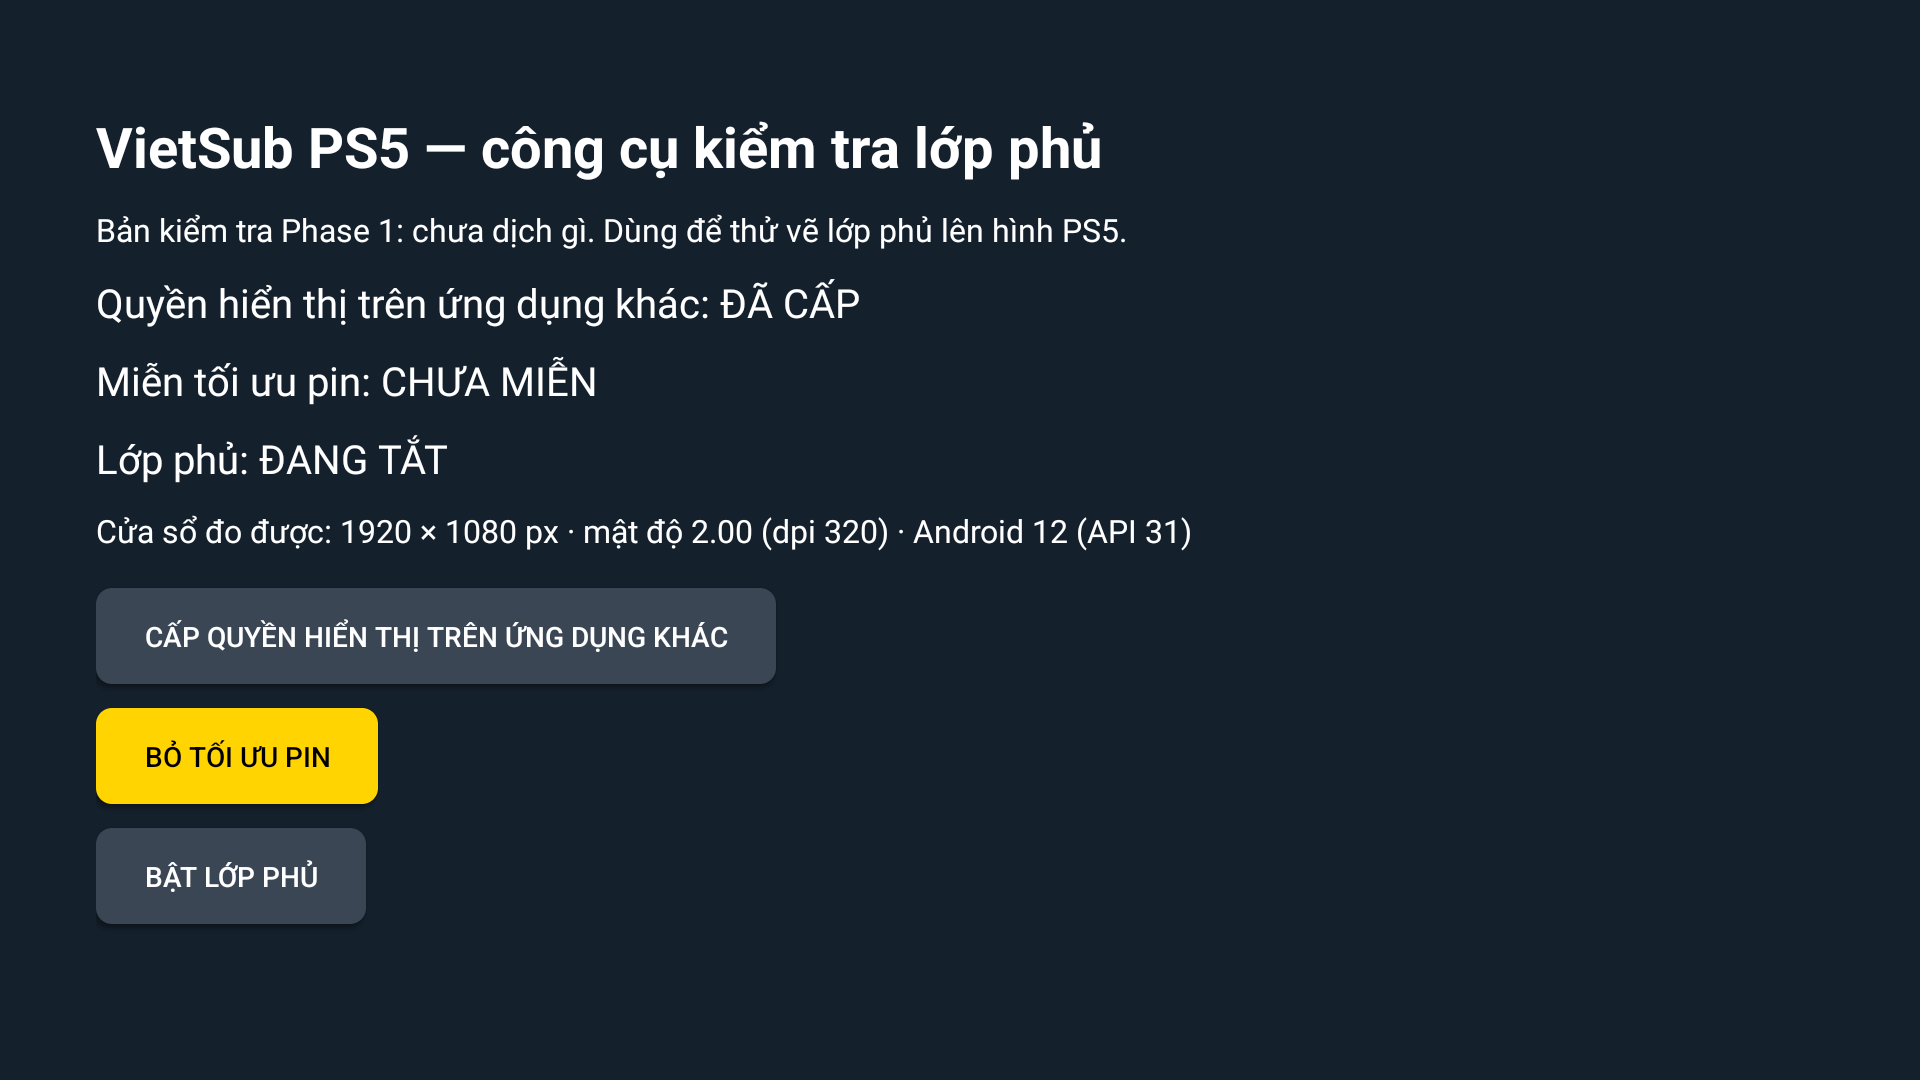 VietSub PS5 — công cụ kiểm tra lớp phủ
Bản kiểm tra Phase 1: chưa dịch gì. Dùng để thử vẽ lớp phủ lên hình PS5.
Quyền hiển thị trên ứng dụng khác: ĐÃ CẤP
Miễn tối ưu pin: CHƯA MIỄN
Lớp phủ: ĐANG TẮT
Cửa sổ đo được: 1920 × 1080 px · mật độ 2.00 (dpi 320) · Android 12 (API 31)
CẤP QUYỀN HIỂN THỊ TRÊN ỨNG DỤNG KHÁC
BỎ TỐI ƯU PIN
BẬT LỚP PHỦ